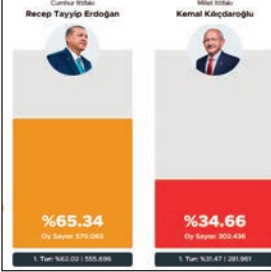 Cumhur İttifakı
Recep Tayyip Erdoğan
Millet İttifakı
Kemal Kılıçdaroğlu
%65.34
Oy Sayısı: 570.063
1. Tur: %62,02 | 555.696
%34.66
Oy Sayısı: 302.436
1. Tur: %31.47 | 281.961